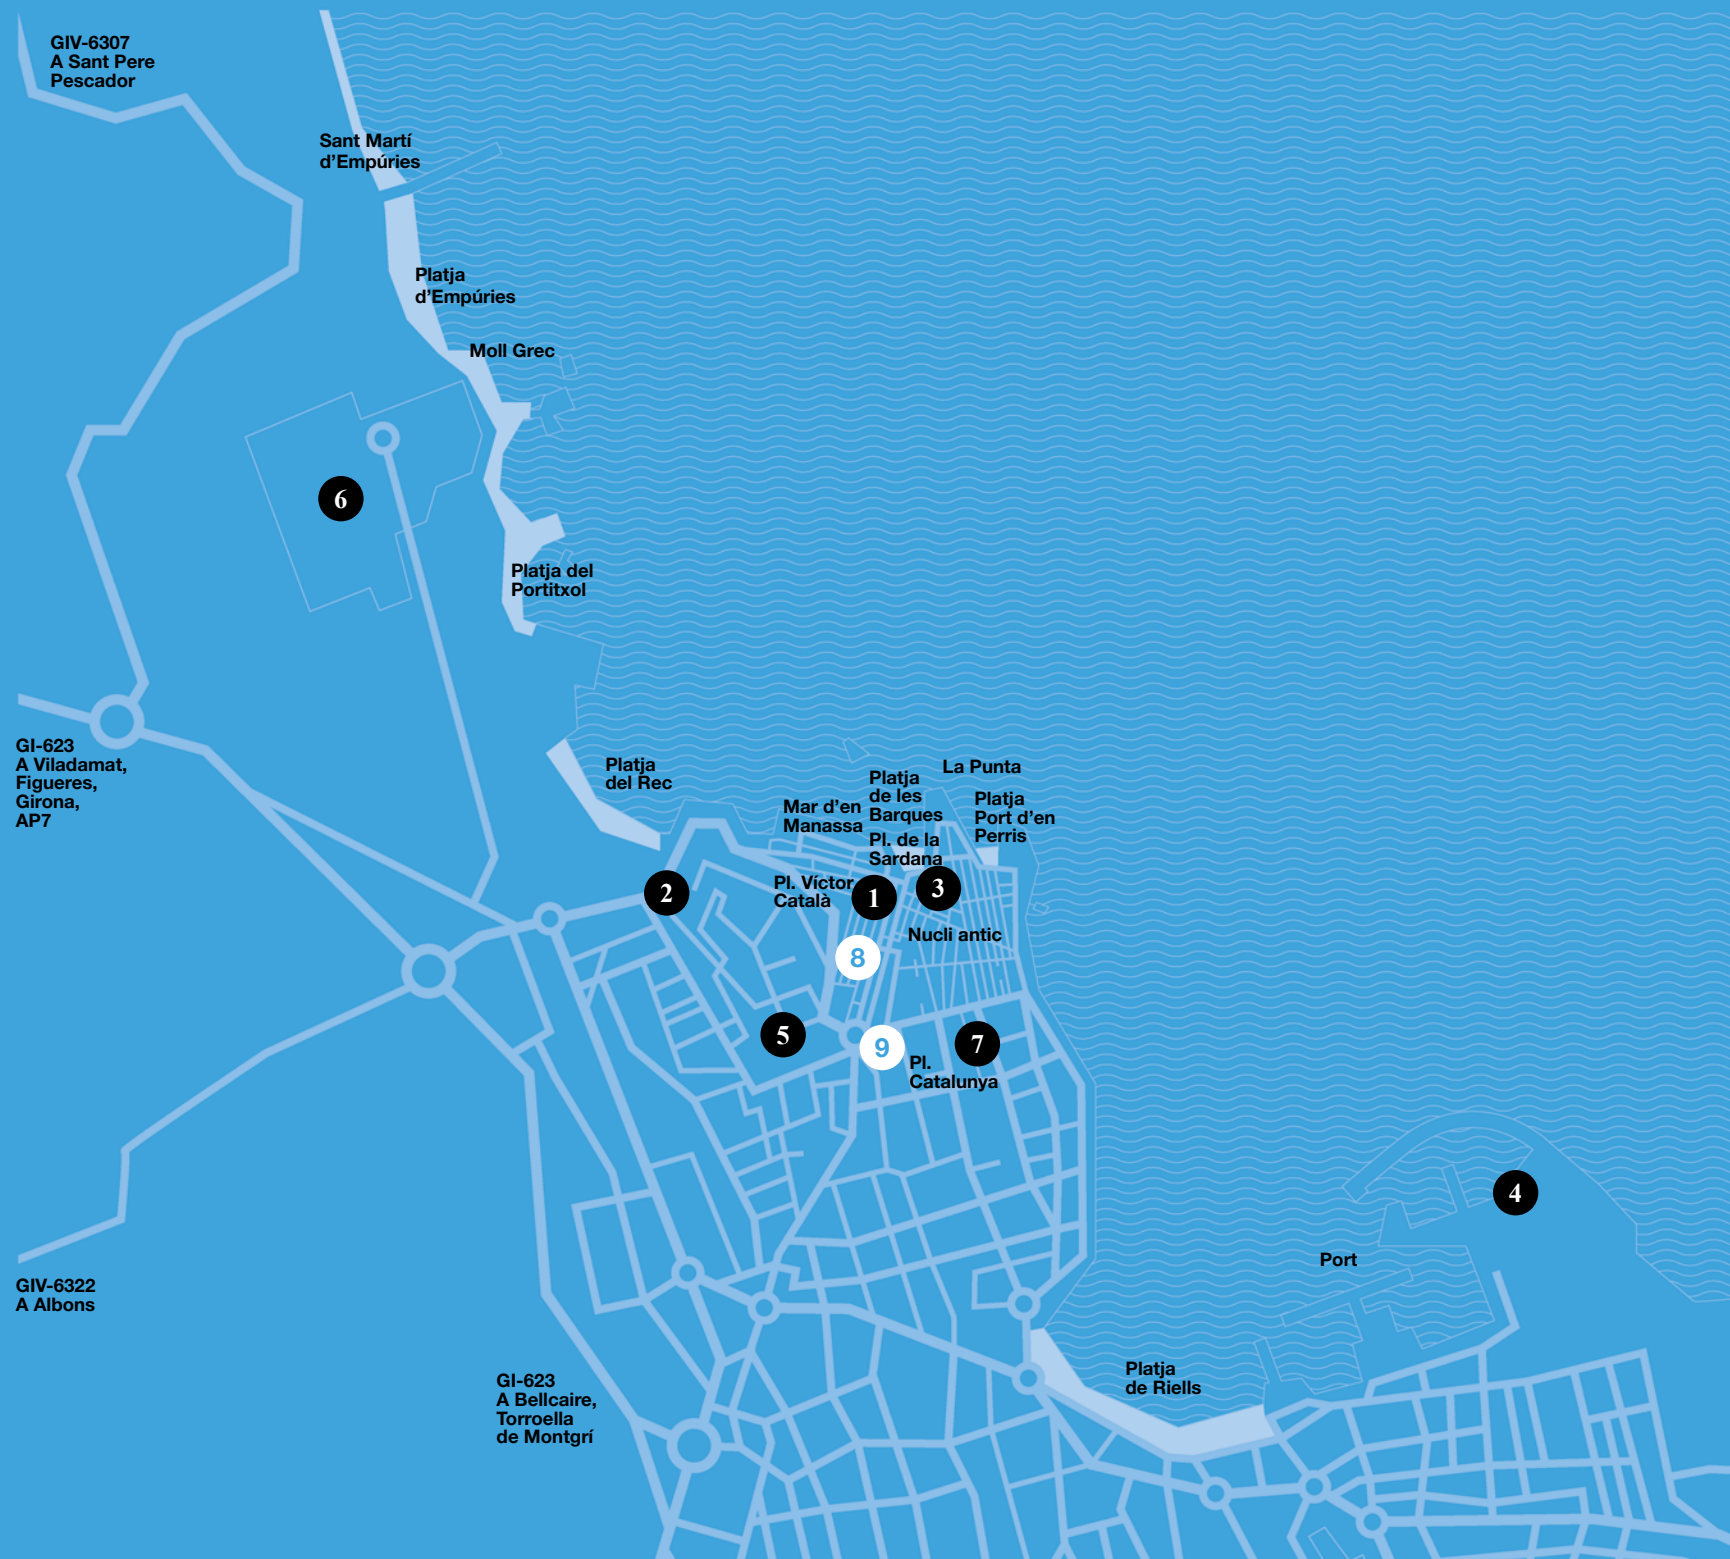 GIV-6307
A Sant Pere
Pescador
Sant Martí
d’Empúries
Platja
d’Empúries
Moll Grec
6
Platja del
Portitxol
GI-623
A Viladamat,
Figueres,
Girona,
AP7
Platja
del Rec
La Punta
Platja
de les
Barques
Platja
Port d’en
Perris
Mar d’en
Manassa
Pl. de la
Sardana
Pl. Víctor
Català
2
1
3
Nucli antic
8
5
9
7
Pl.
Catalunya
4
Port
GIV-6322
A Albons
Platja
de Riells
GI-623
A Bellcaire,
Torroella
de Montgrí